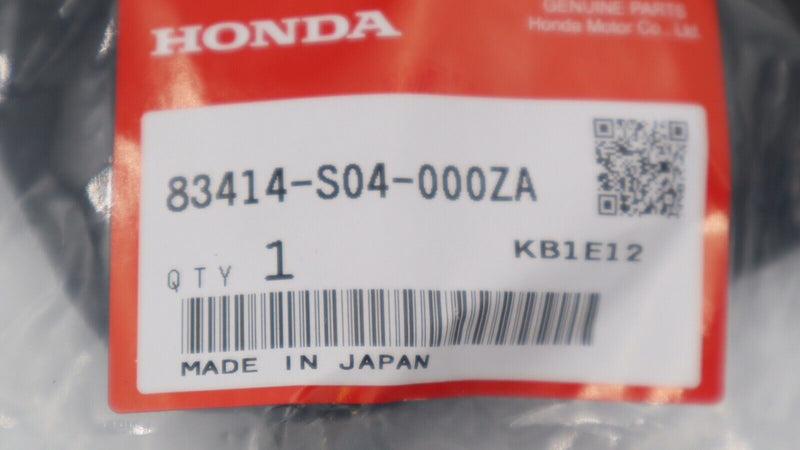 HONDA
GENUINE PARTS
Honda Motor Co., Ltd.
83414-S04-000ZA
KB1E12
QTY 1
MADE IN JAPAN